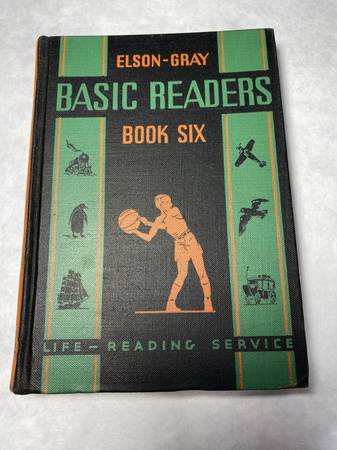 ELSON-GRAY
BASIC READERS
BOOK SIX
LIFE - READING SERVICE